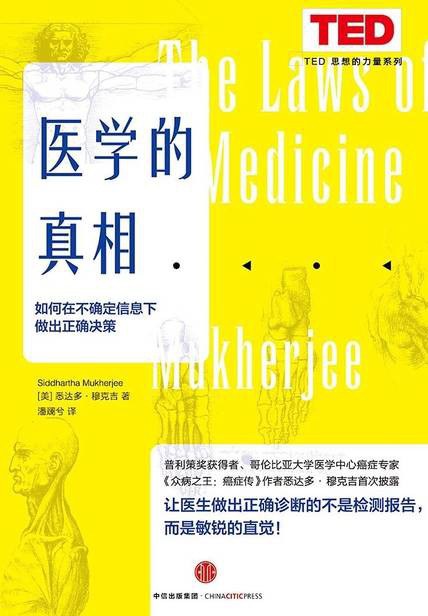 TED
TED 思想的力量系列
The Laws of
Medicine
医学的
真相
如何在不确定信息下
做出正确决策
Mukherjee
Siddhartha Mukherjee
[美] 悉达多·穆克吉 著
潘斓兮 译
普利策奖获得者、哥伦比亚大学医学中心癌症专家
《众病之王：癌症传》作者悉达多·穆克吉首次披露
让医生做出正确诊断的不是检测报告，
而是敏锐的直觉！
中信出版集团·CHINACITICPRESS